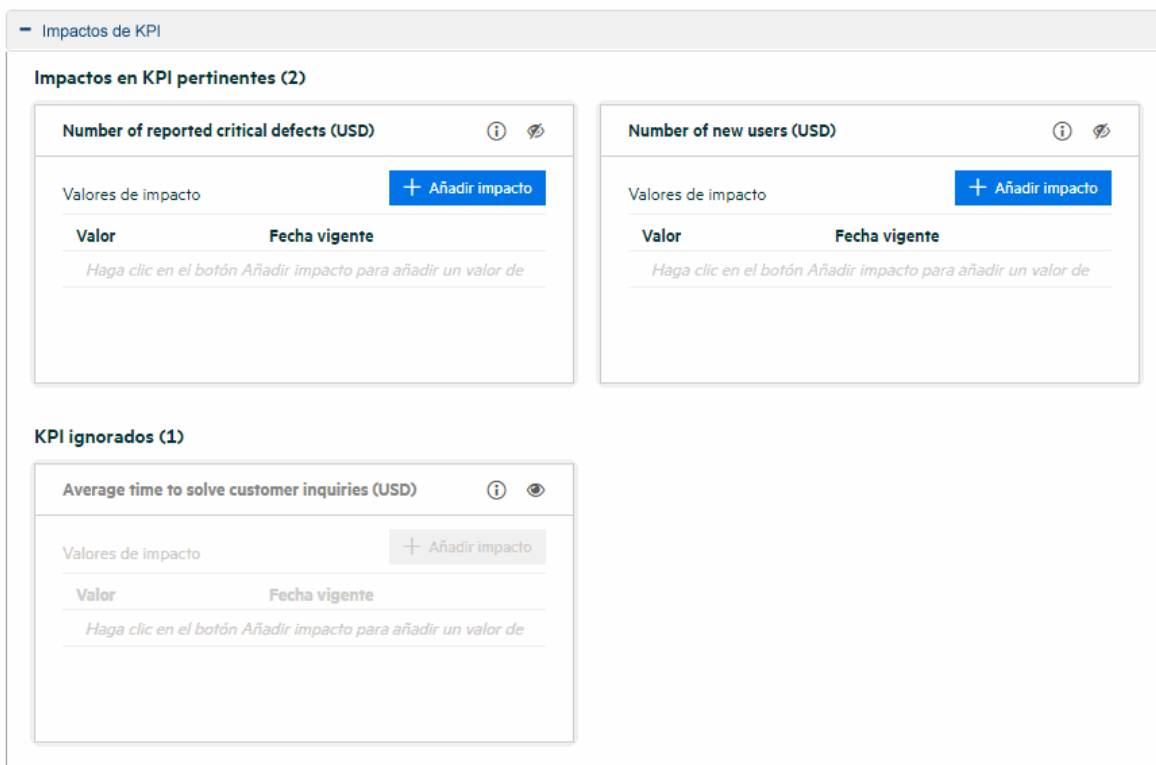 Impactos de KPI
Impactos en KPI pertinentes (2)
Number of reported critical defects (USD)
Valores de impacto
+ Añadir impacto
Valor Fecha vigente
Haga clic en el botón Añadir impacto para añadir un valor de
Number of new users (USD)
Valores de impacto
+ Añadir impacto
Valor Fecha vigente
Haga clic en el botón Añadir impacto para añadir un valor de
KPI ignorados (1)
Average time to solve customer inquiries (USD)
Valores de impacto
+ Añadir impacto
Valor Fecha vigente
Haga clic en el botón Añadir impacto para añadir un valor de